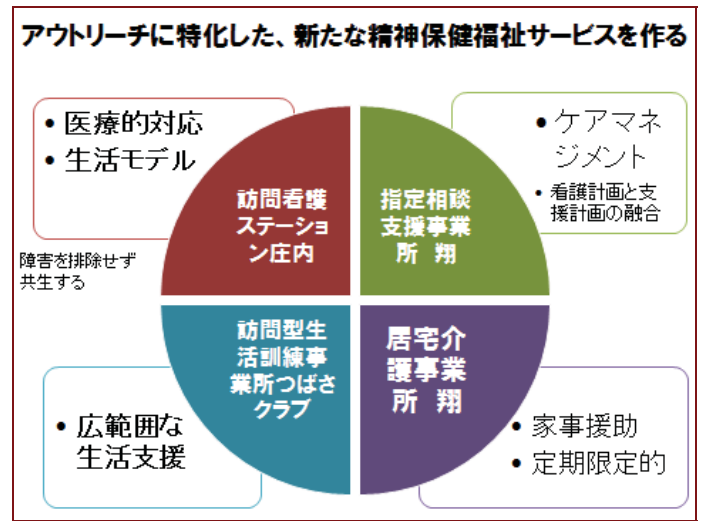 アウトリーチに特化した、新たな精神保健福祉サービスを作る
• 医療的対応
• 生活モデル
訪問看護
ステーショ
ン庄内
指定相談
支援事業
所 翔
• ケアマネ
ジメント
• 看護計画と支
援計画の融合
障害を排除せず
共生する
訪問型生
活訓練事
業所つばさ
クラブ
居宅介
護事業
所 翔
• 広範囲な
生活支援
• 家事援助
• 定期限定的